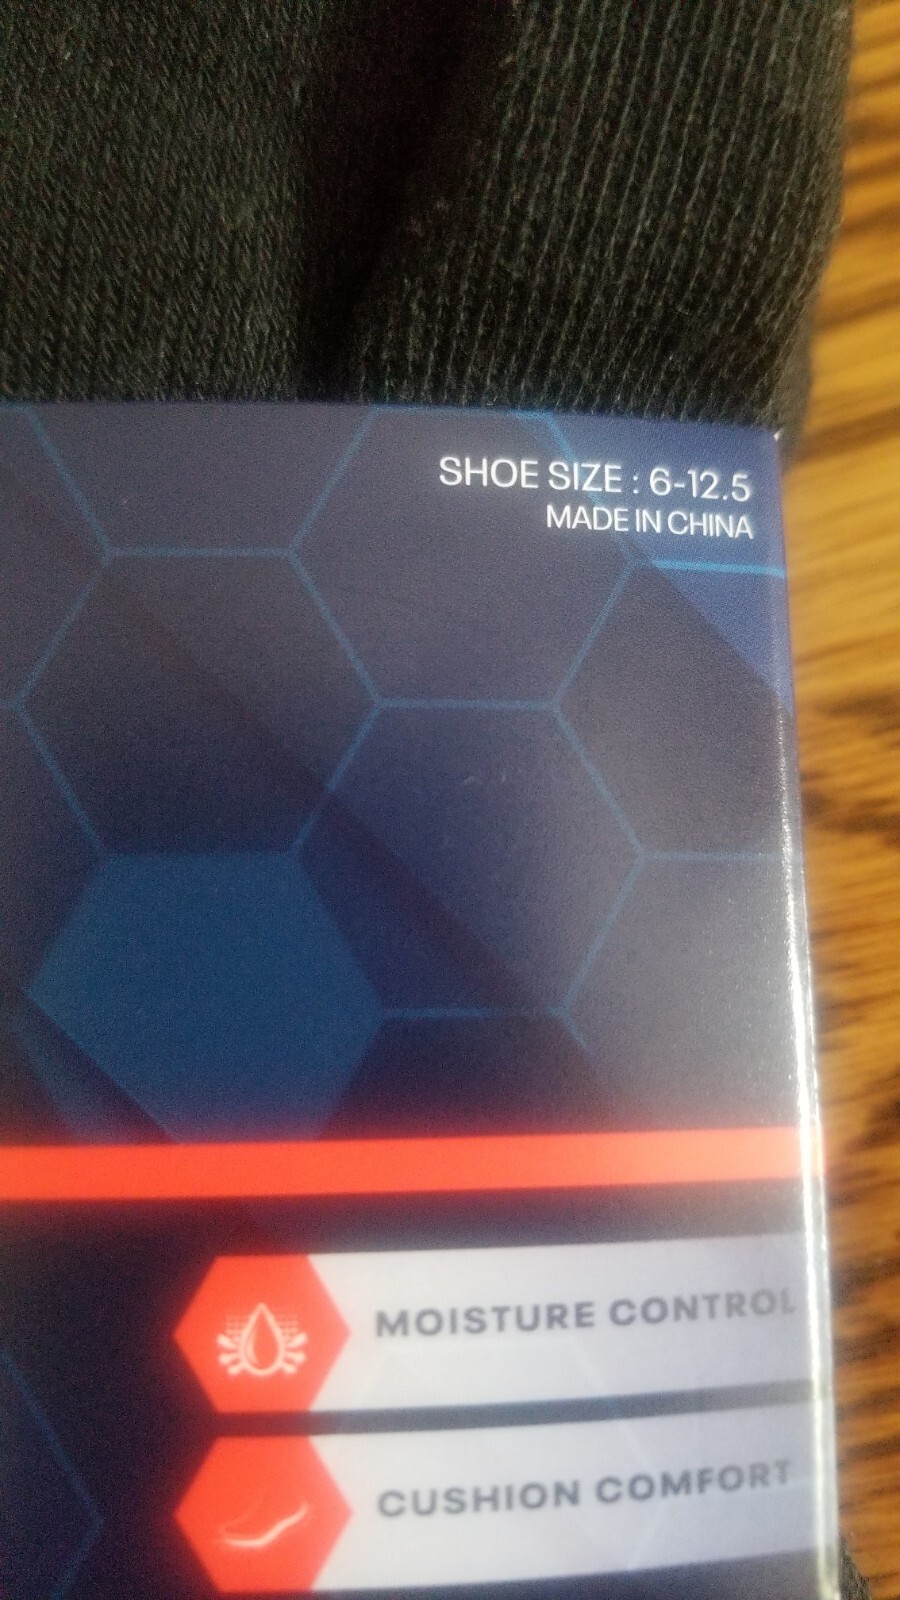 SHOE SIZE : 6-12.5
MADE IN CHINA
MOISTURE CONTROL
CUSHION COMFORT